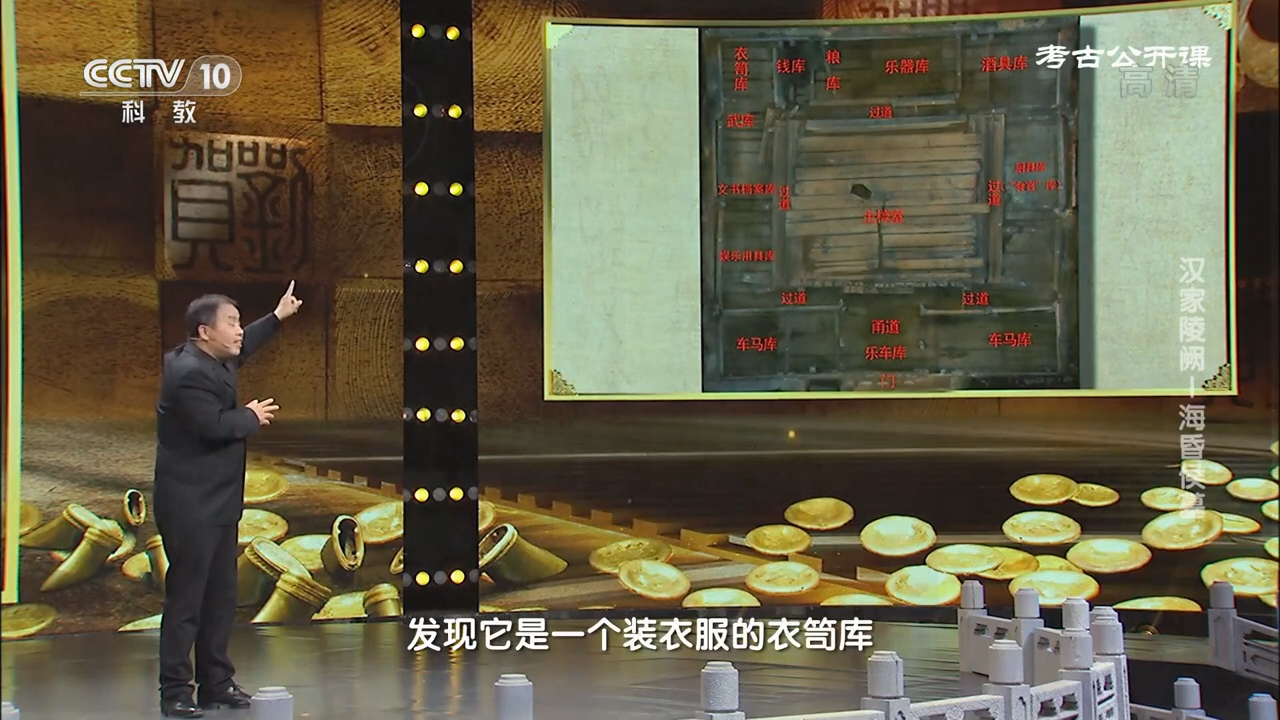 CCTV 10
科教
考古公开课
高清
劉賀
衣笥库
钱库
粮库
乐器库
酒具库
武库
过道
文书档案库
过道
过道
主椁室
娱乐用具库
过道
过道
甬道
车马库
乐车库
车马库
门
汉家陵阙—海昏侯墓
发现它是一个装衣服的衣笥库